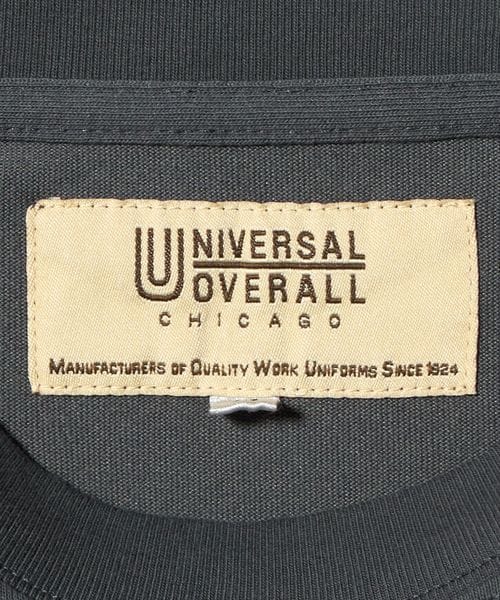 UNIVERSAL
OVERALL
CHICAGO
MANUFACTURERS OF QUALITY WORK UNIFORMS SINCE 1924